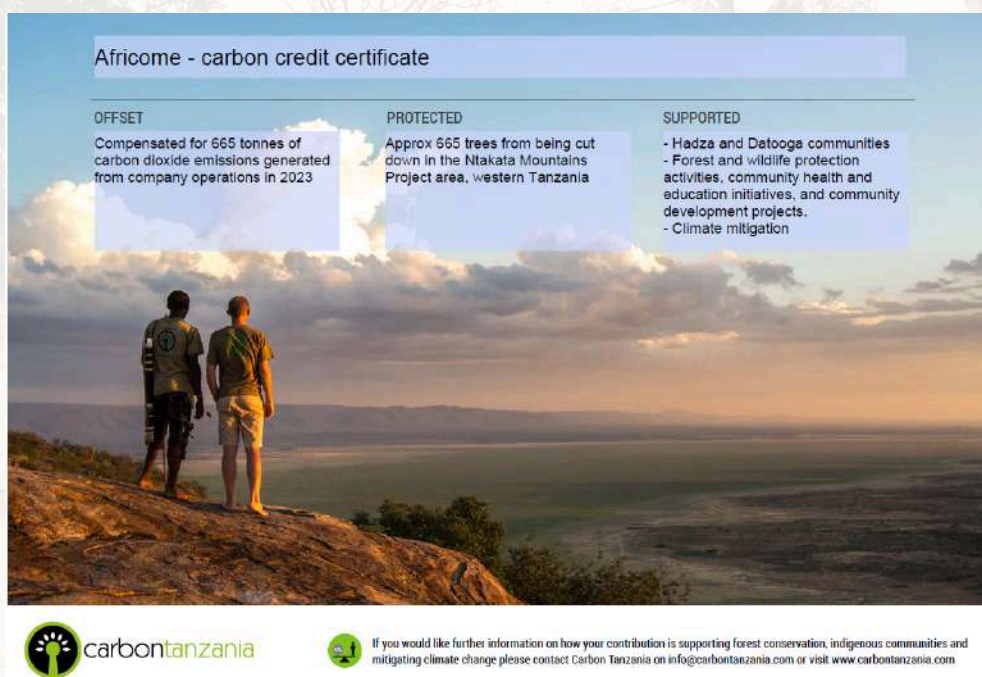 Africome - carbon credit certificate
OFFSET
Compensated for 665 tonnes of
carbon dioxide emissions generated
from company operations in 2023
PROTECTED
Approx 665 trees from being cut
down in the Ntakata Mountains
Project area, western Tanzania
SUPPORTED
- Hadza and Datooga communities
- Forest and wildlife protection
activities, community health and
education initiatives, and community
development projects.
- Climate mitigation
carbontanzania
If you would like further information on how your contribution is supporting forest conservation, indigenous communities and
mitigating climate change please contact Carbon Tanzania on info@carbontanzania.com or visit www.carbontanzania.com